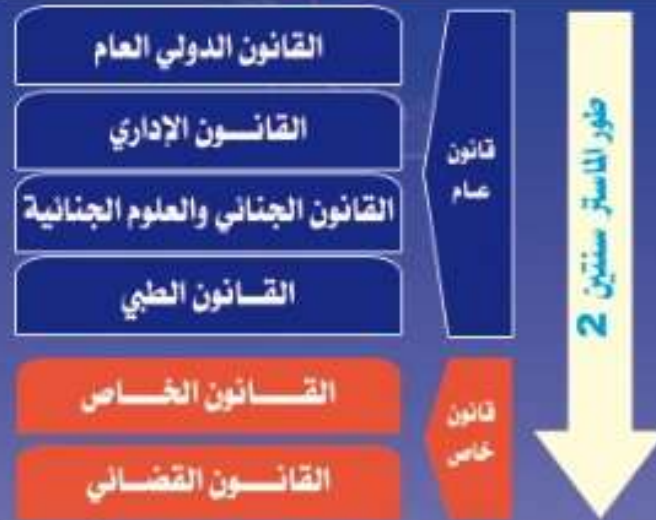 طور الماستر سنتين 2
قانون
عام
القانون الدولي العام
القانون الإداري
القانون الجنائي والعلوم الجنائية
القانون الطبي
قانون
خاص
القانون الخاص
القانون القضائي